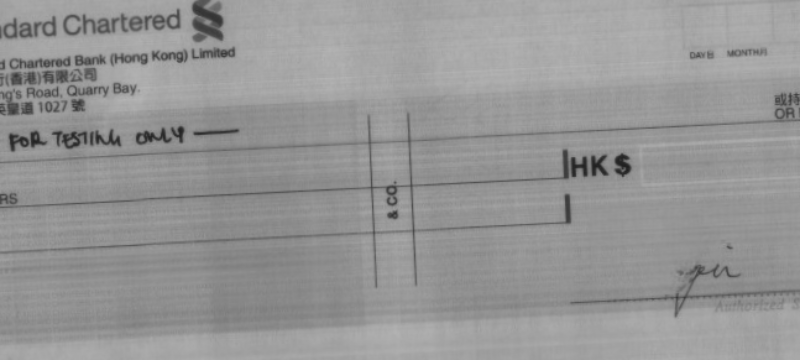 ndard Chartered
d Chartered Bank (Hong Kong) Limited
行(香港)有限公司
ng's Road, Quarry Bay.
英皇道 1027 號
DAY日 MONTH月
或持
OR
FOR TESTING ONLY —
RS
& CO.
HK $
Authorized S